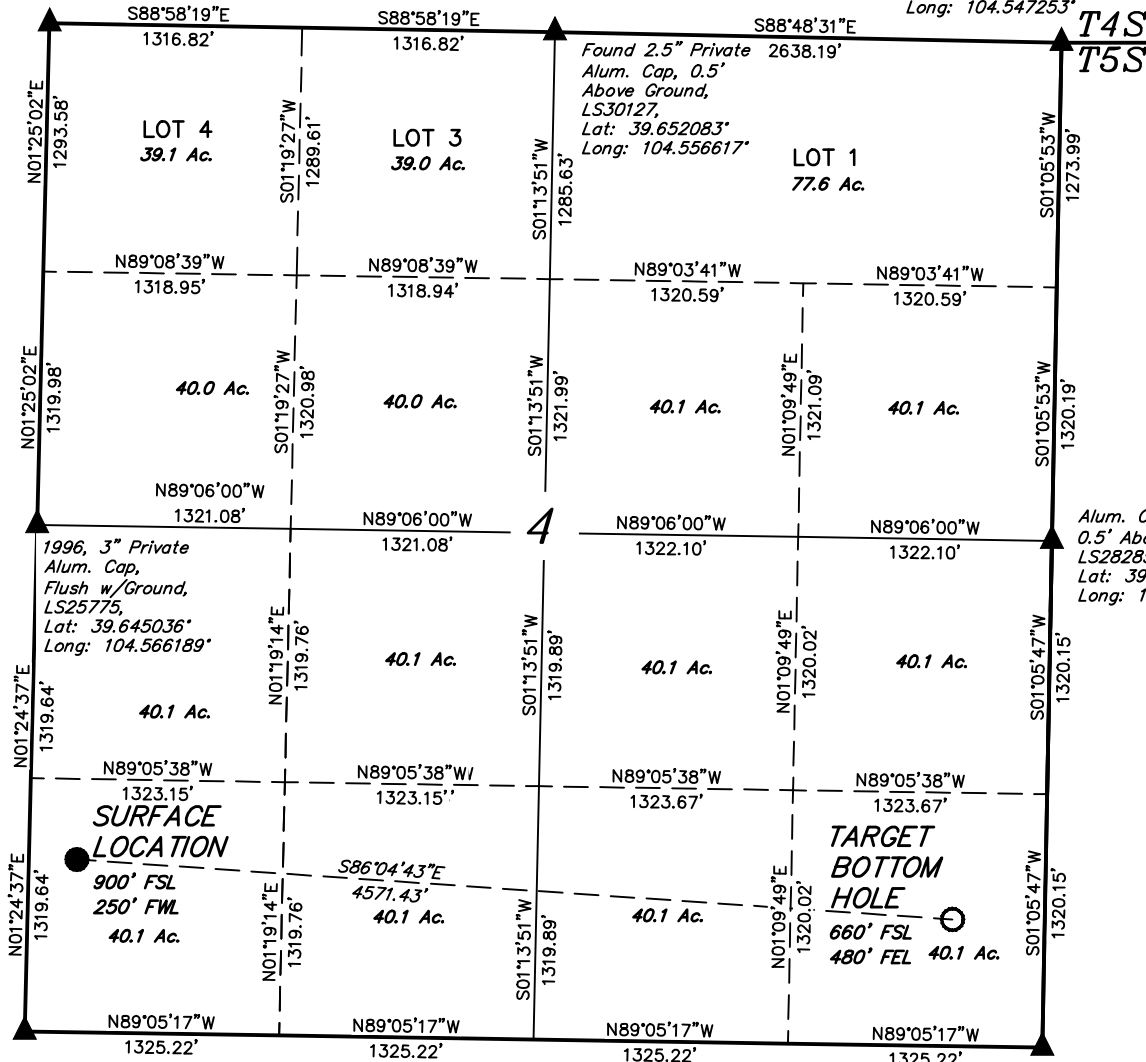 Long: 104.547253°
T4S
T5S
S88°58'19"E
1316.82'
S88°58'19"E
1316.82'
S88°48'31"E
2638.19'
Found 2.5" Private
Alum. Cap, 0.5'
Above Ground,
LS30127,
Lat: 39.652083°
Long: 104.556617°
N01°25'02"E
1293.58'
LOT 4
39.1 Ac.
S01°19'27"W
1289.61'
LOT 3
39.0 Ac.
S01°13'51"W
1285.63'
LOT 1
77.6 Ac.
S01°05'53"W
1273.99'
N89°08'39"W
1318.95'
N89°08'39"W
1318.94'
N89°03'41"W
1320.59'
N89°03'41"W
1320.59'
N01°25'02"E
1319.98'
40.0 Ac.
S01°19'27"W
1320.98'
40.0 Ac.
S01°13'51"W
1321.99'
40.1 Ac.
N01°09'49"E
1321.09'
40.1 Ac.
S01°05'53"W
1320.19'
N89°06'00"W
1321.08'
N89°06'00"W
1321.08'
4
N89°06'00"W
1322.10'
N89°06'00"W
1322.10'
1996, 3" Private
Alum. Cap,
Flush w/Ground,
LS25775,
Lat: 39.645036°
Long: 104.566189°
Alum.
0.5'
Lat: 39
Long: 1
N01°24'37"E
1319.64'
40.1 Ac.
N01°19'14"E
1319.76'
40.1 Ac.
S01°13'51"W
1319.89'
40.1 Ac.
N01°09'49"E
1320.02'
40.1 Ac.
S01°05'47"W
1320.15'
N89°05'38"W
1323.15'
N89°05'38"W
1323.15'
N89°05'38"W
1323.67'
N89°05'38"W
1323.67'
SURFACE
LOCATION
900' FSL
250' FWL
40.1 Ac.
N01°24'37"E
1319.64'
N01°19'14"E
1319.76'
S86°04'43"E
4571.43'
40.1 Ac.
S01°13'51"W
1319.89'
40.1 Ac.
N01°09'49"E
1320.02'
TARGET
BOTTOM
HOLE
660' FSL
480' FEL
40.1 Ac.
S01°05'47"W
1320.15'
N89°05'17"W
1325.22'
N89°05'17"W
1325.22'
N89°05'17"W
1325.22'
N89°05'17"W
1325.22'